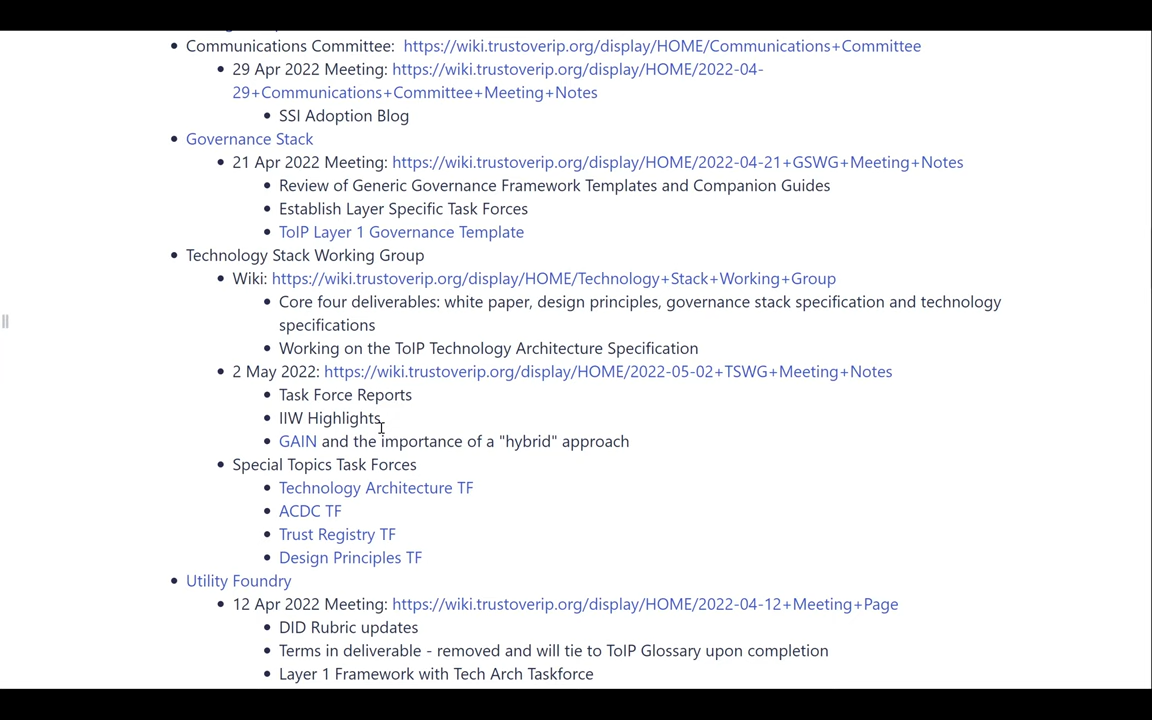 Communications Committee: https://wiki.trustoverip.org/display/HOME/Communications+Committee
29 Apr 2022 Meeting: https://wiki.trustoverip.org/display/HOME/2022-04-
29+Communications+Committee+Meeting+Notes
SSI Adoption Blog
Governance Stack
21 Apr 2022 Meeting: https://wiki.trustoverip.org/display/HOME/2022-04-21+GSWG+Meeting+Notes
Review of Generic Governance Framework Templates and Companion Guides
Establish Layer Specific Task Forces
ToIP Layer 1 Governance Template
Technology Stack Working Group
Wiki: https://wiki.trustoverip.org/display/HOME/Technology+Stack+Working+Group
Core four deliverables: white paper, design principles, governance stack specification and technology
specifications
Working on the ToIP Technology Architecture Specification
2 May 2022: https://wiki.trustoverip.org/display/HOME/2022-05-02+TSWG+Meeting+Notes
Task Force Reports
IIW Highlights
GAIN and the importance of a "hybrid" approach
Special Topics Task Forces
Technology Architecture TF
ACDC TF
Trust Registry TF
Design Principles TF
Utility Foundry
12 Apr 2022 Meeting: https://wiki.trustoverip.org/display/HOME/2022-04-12+Meeting+Page
DID Rubric updates
Terms in deliverable - removed and will tie to ToIP Glossary upon completion
Layer 1 Framework with Tech Arch Taskforce